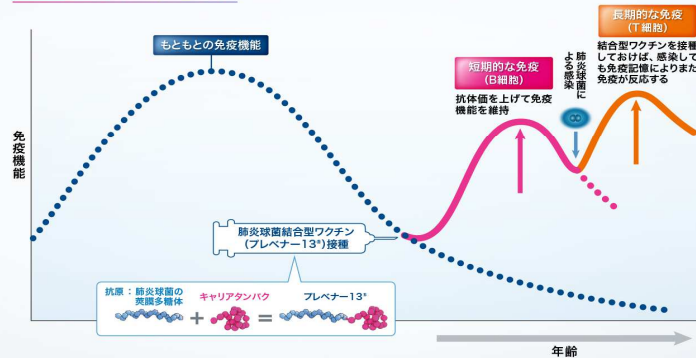 もともとの免疫機能
短期的な免疫
(B細胞)
抗体価を上げて免疫
機能を維持
肺炎球菌に
よる感染
長期的な免疫
(T細胞)
結合型ワクチンを接種
しておけば、感染して
も免疫記憶によりまた
免疫が反応する
免疫機能
肺炎球菌結合型ワクチン
(プレベナー13®)接種
抗原：肺炎球菌の
莢膜多糖体
キャリアタンパク
プレベナー13®
+
=
年齢